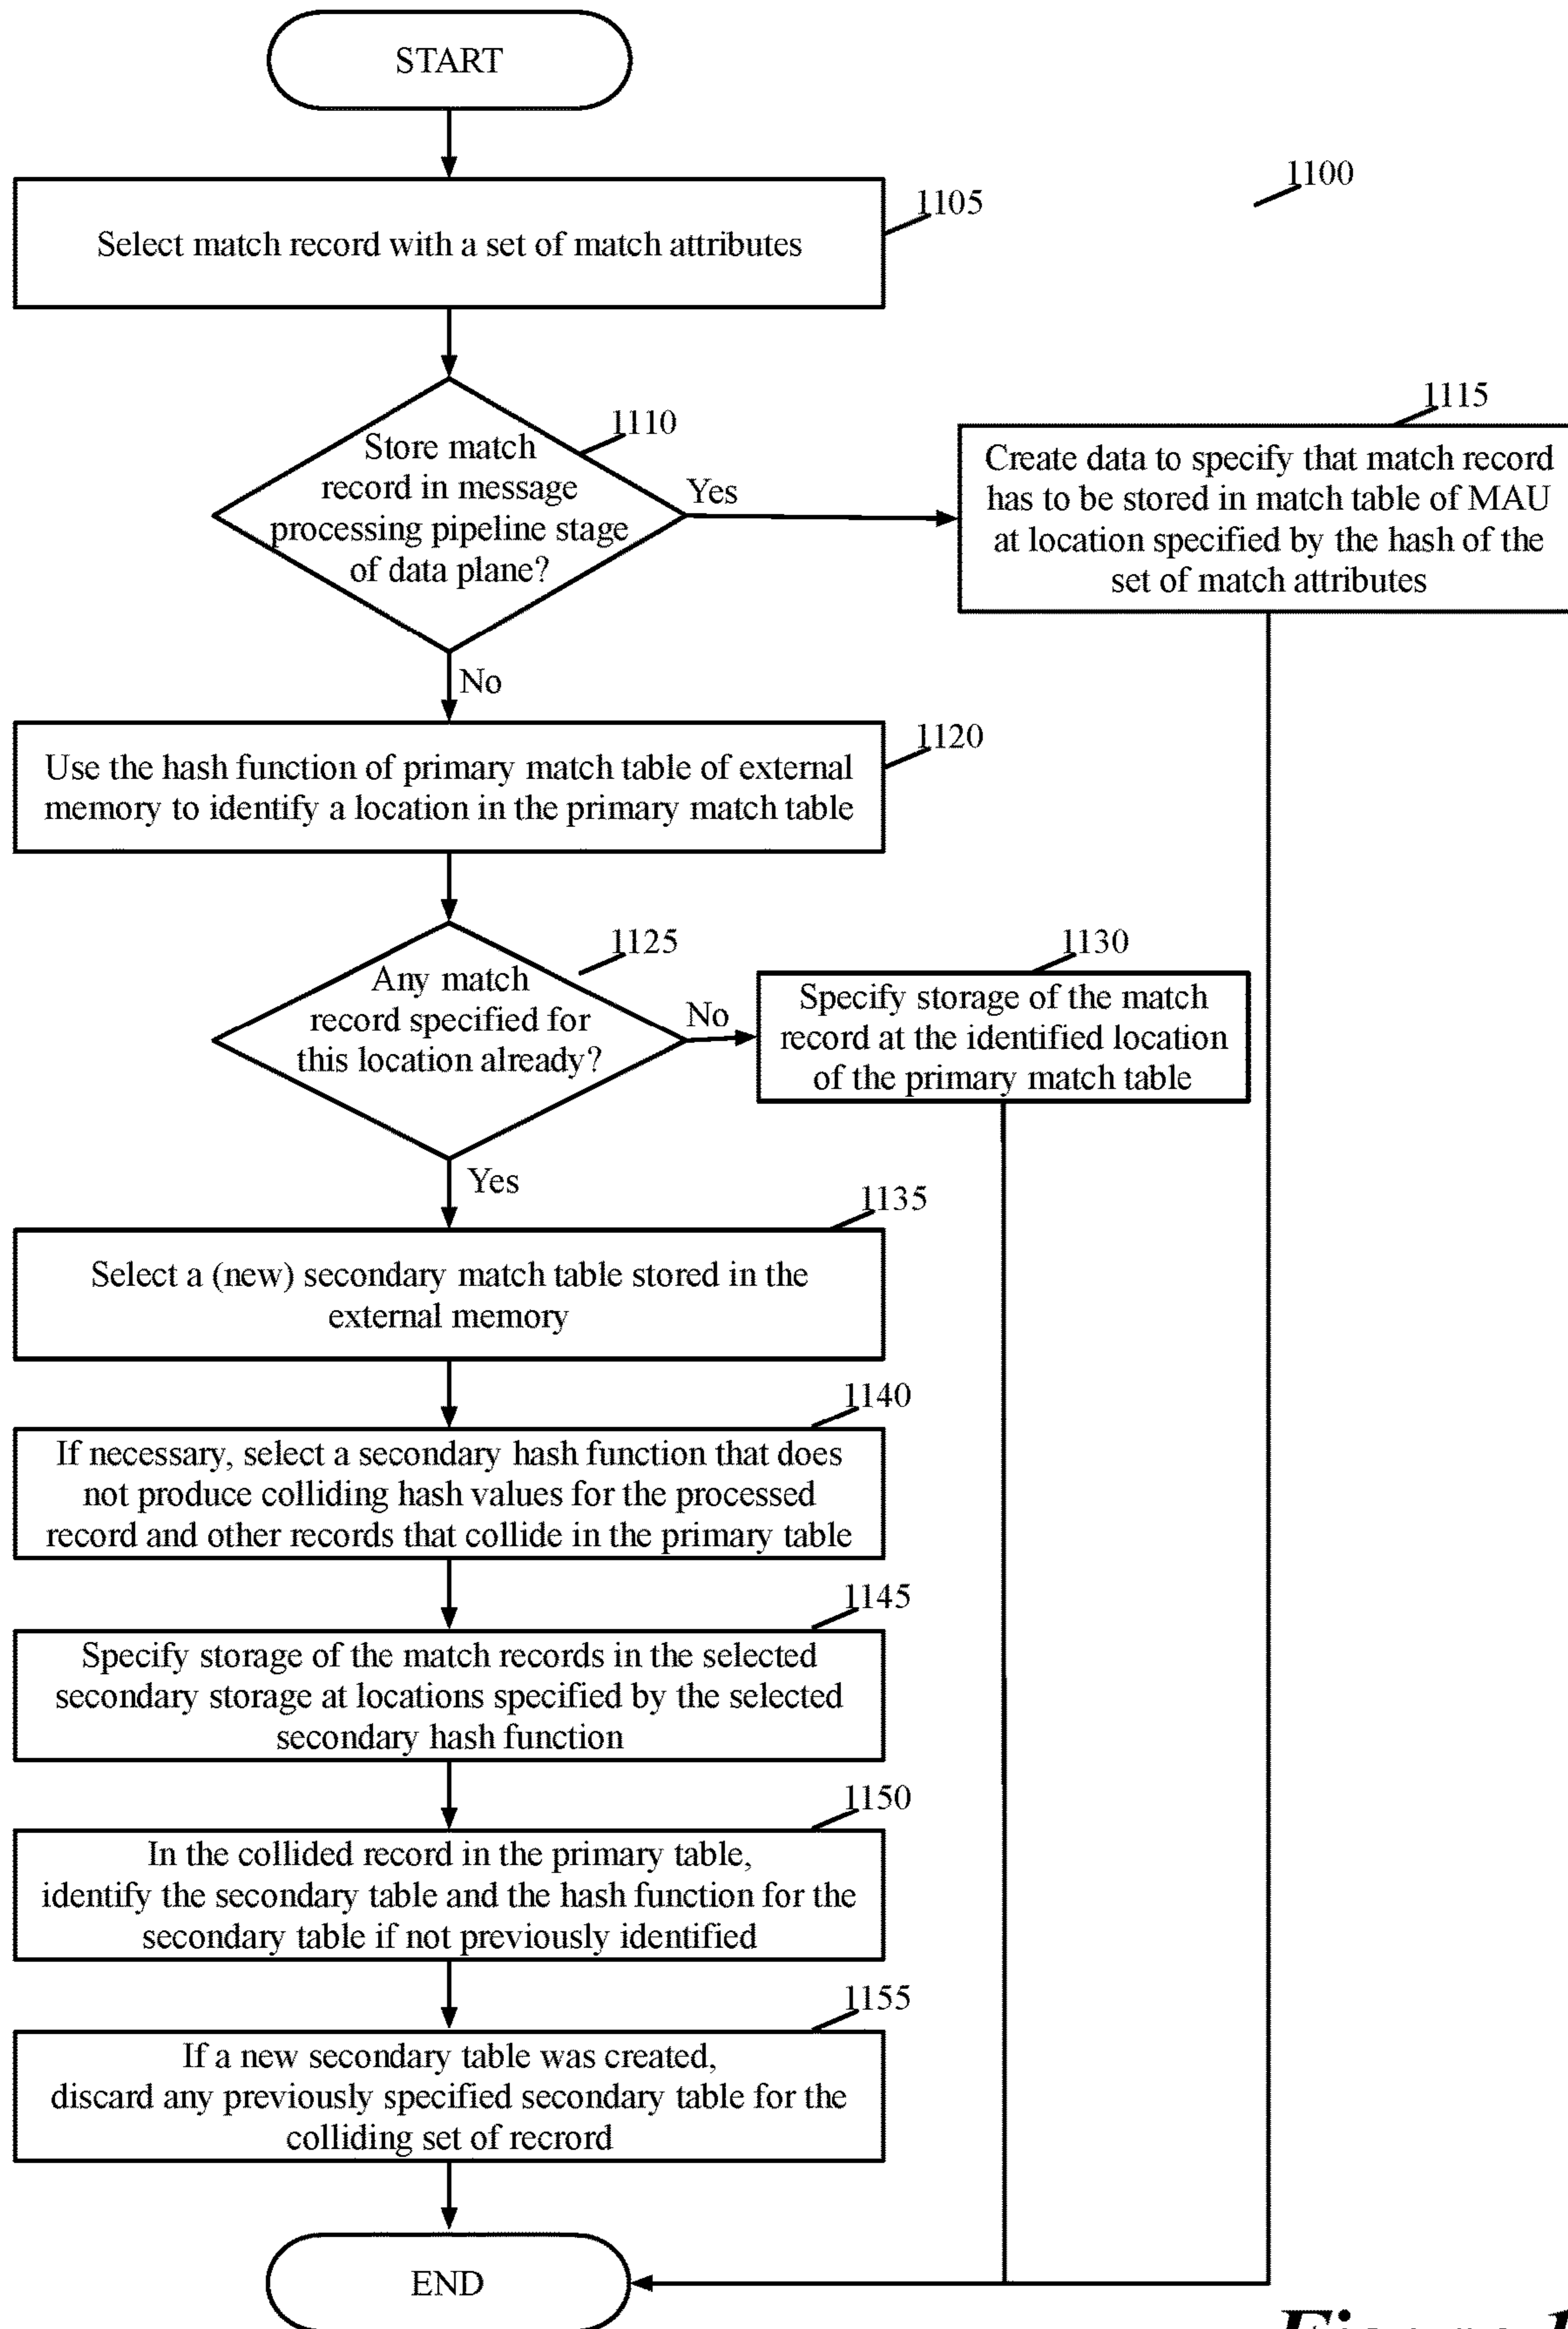 START
1100
1105
Select match record with a set of match attributes
1110
Store match
record in message
processing pipeline stage
of data plane?
Yes
1115
Create data to specify that match record
has to be stored in match table of MAU
at location specified by the hash of the
set of match attributes
No
1120
Use the hash function of primary match table of external
memory to identify a location in the primary match table
1125
Any match
record specified for
this location already?
No
1130
Specify storage of the match
record at the identified location
of the primary match table
Yes
1135
Select a (new) secondary match table stored in the
external memory
1140
If necessary, select a secondary hash function that does
not produce colliding hash values for the processed
record and other records that collide in the primary table
1145
Specify storage of the match records in the selected
secondary storage at locations specified by the selected
secondary hash function
1150
In the collided record in the primary table,
identify the secondary table and the hash function for the
secondary table if not previously identified
1155
If a new secondary table was created,
discard any previously specified secondary table for the
colliding set of recrord
END